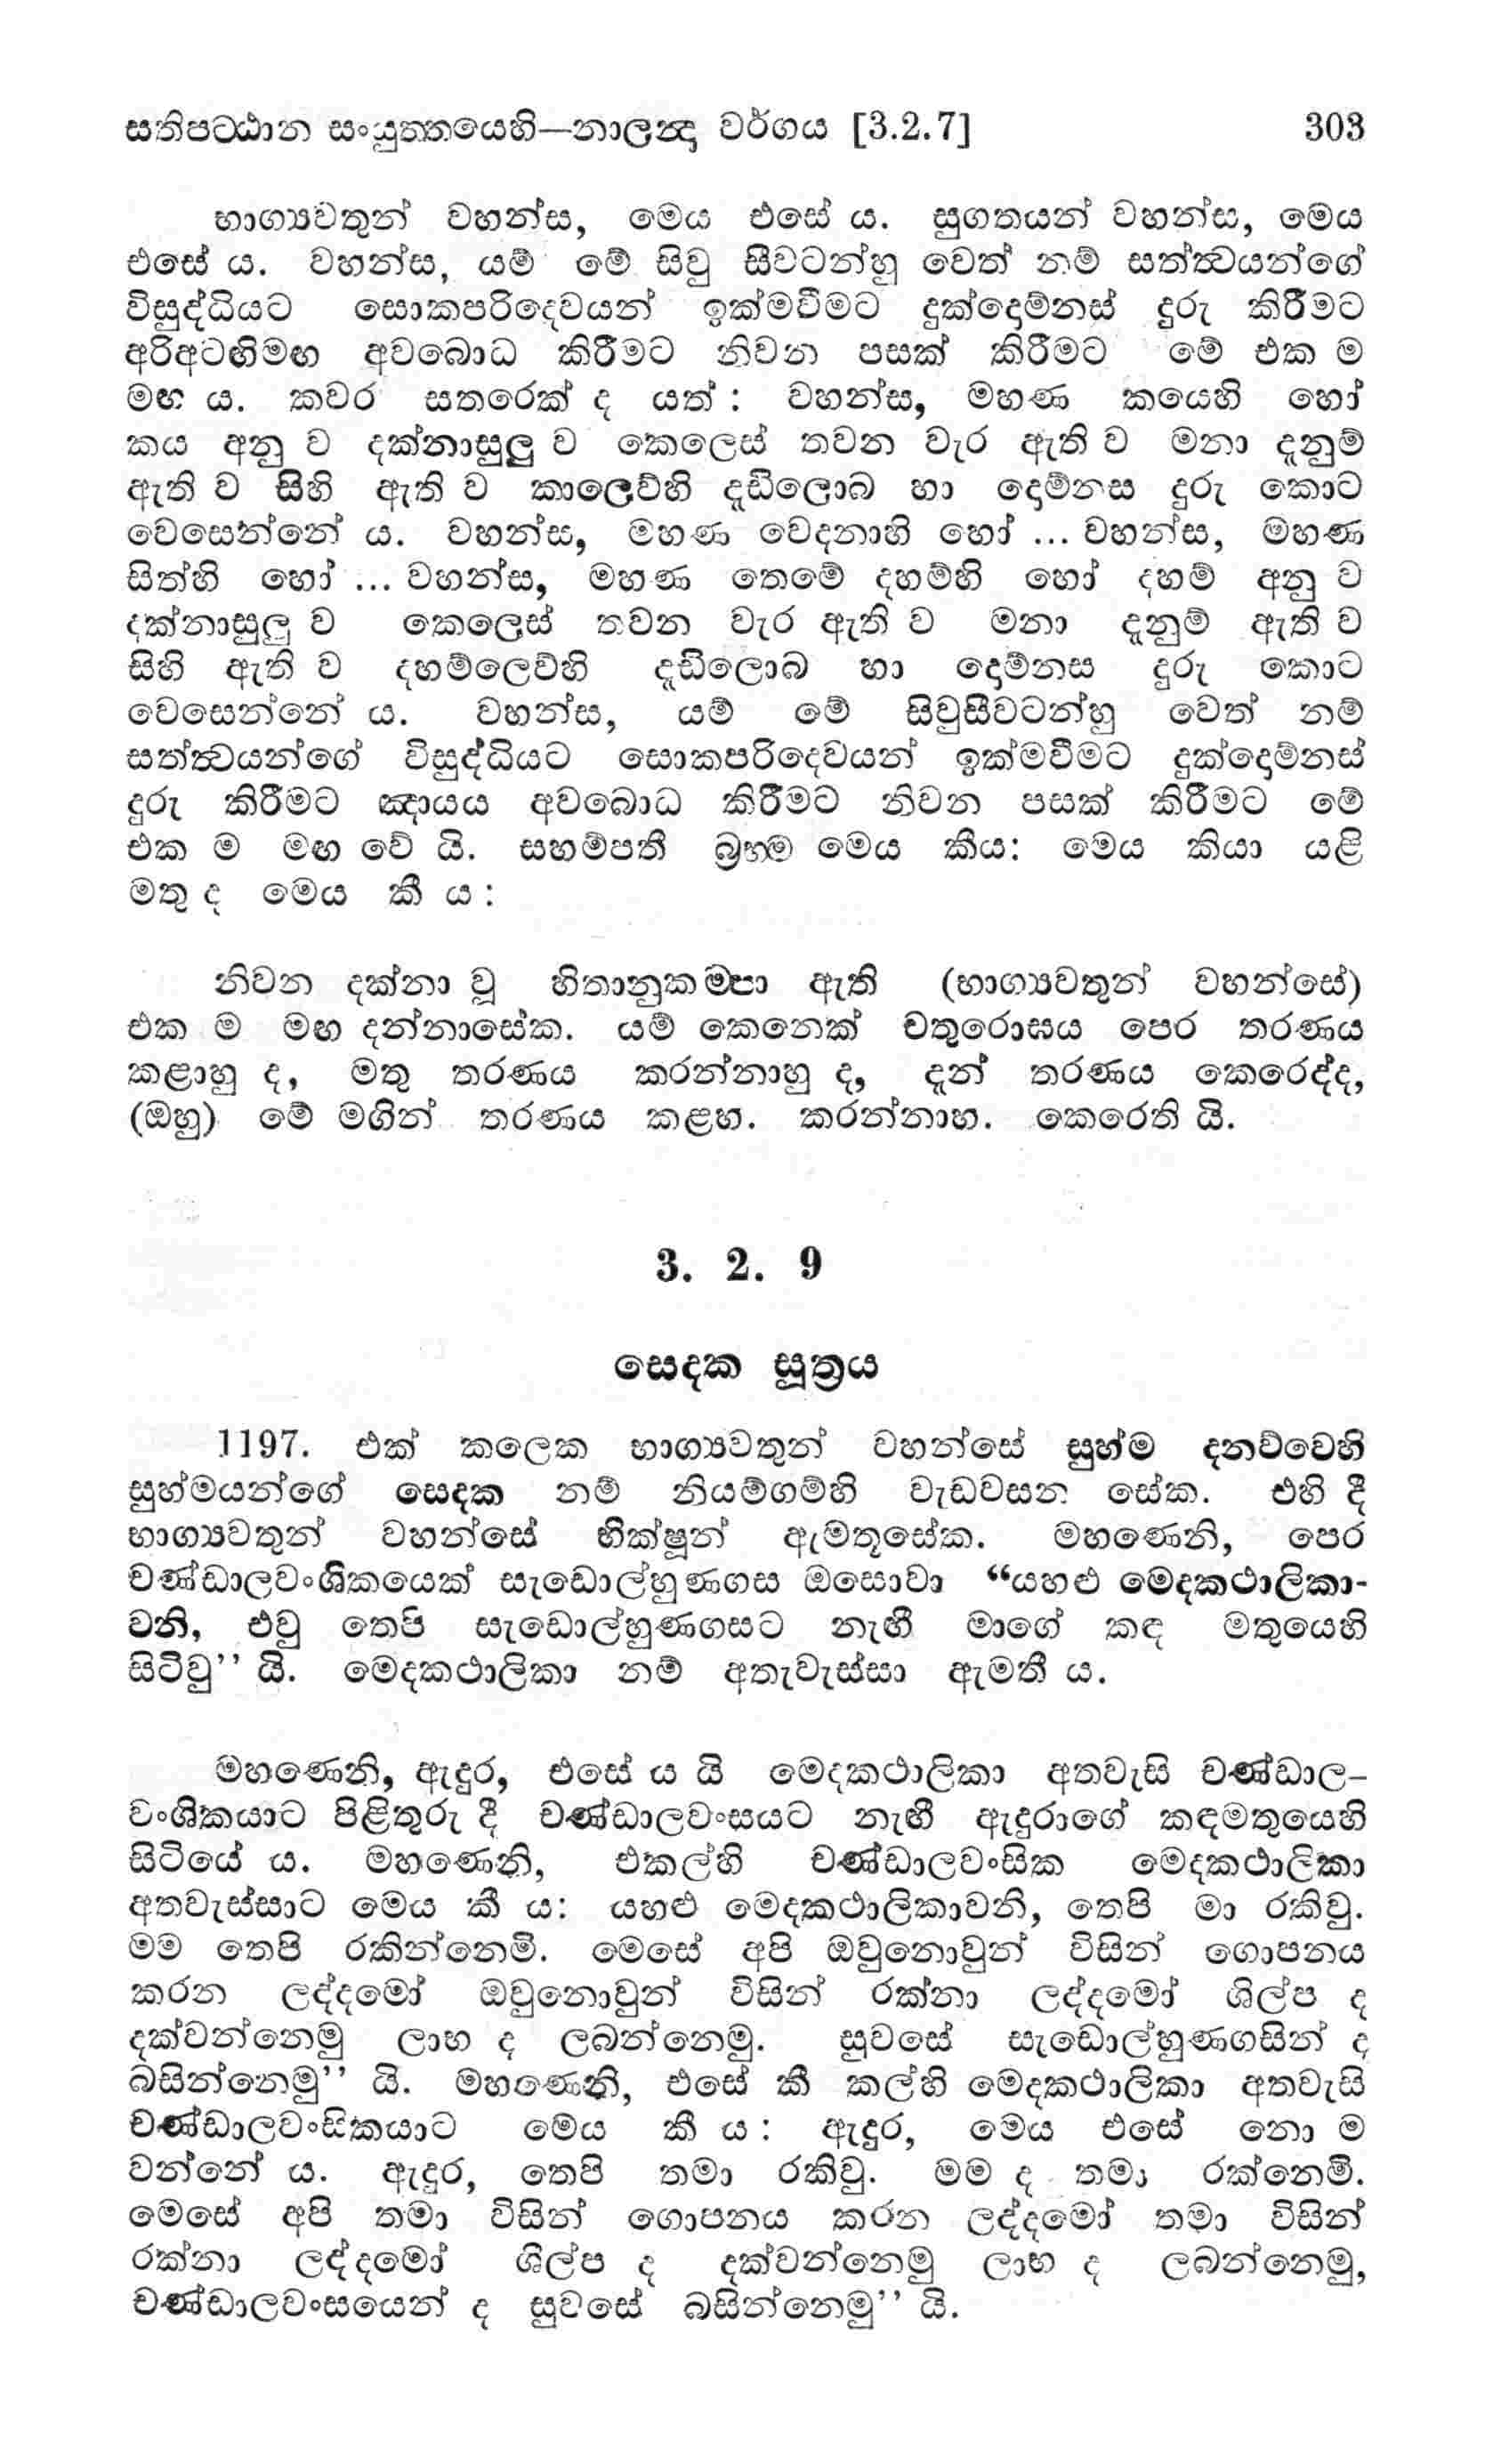 සතිපට්ඨාන සංයුත්තයෙහි—නාලන්‍දා වර්ගය [3.2.7] 303
භාග්‍යවතුන් වහන්ස, මෙය එසේ ය. සුගතයන් වහන්ස, මෙය
එසේ ය. වහන්ස, යම් මේ සිවු සීවටන්හු වෙත් නම් සත්ත්‍වයන්ගේ
විසුද්ධියට සොකපරිදෙවයන් ඉක්මවීමට දුක්දොම්නස් දුරු කිරීමට
අරිඅටඟිමඟ අවබොධ කිරීමට නිවන පසක් කිරීමට මේ එක ම
මඟ ය. කවර සතරෙක් ද යත් : වහන්ස, මහණ කයෙහි හෝ
කය අනු ව දක්නාසුලු ව කෙලෙස් තවන වැර ඇති ව මනා දැනුම්
ඇති ව සිහි ඇති ව කාලෙව්හි දැඩිලොබ හා දොම්නස දුරු කොට
වෙසෙන්නේ ය. වහන්ස, මහණ වෙදනාහි හෝ ... වහන්ස, මහණ
සිත්හි හෝ ... වහන්ස, මහණ තෙමේ දහම්හි හෝ දහම් අනු ව
දක්නාසුලු ව කෙලෙස් තවන වැර ඇති ව මනා දැනුම් ඇති ව
සිහි ඇති ව දහම්ලෙව්හි දැඩිලොබ හා දොම්නස දුරු කොට
වෙසෙන්නේ ය. වහන්ස, යම් මේ සිවුසීවටන්හු වෙත් නම්
සත්ත්‍වයන්ගේ විසුද්ධියට සොකපරිදෙවයන් ඉක්මවීමට දුක්දොම්නස්
දුරු කිරීමට ඤායය අවබොධ කිරීමට නිවන පසක් කිරීමට මේ
එක ම මඟ වේ යි. සහම්පතී බ්‍රහ්ම මෙය කීය: මෙය කියා යළි
මතු ද මෙය කී ය :
නිවන දක්නා වූ හිතානුකම්පා ඇති (භාග්‍යවතුන් වහන්සේ)
එක ම මඟ දන්නාසේක. යම් කෙනෙක් චතුරොඝය පෙර තරණය
කළාහු ද, මතු තරණය කරන්නාහු ද, දැන් තරණය කෙරෙද්ද,
(ඔහු) මේ මගින් තරණය කළහ. කරන්නාහ. කෙරෙති යි.
3. 2. 9
සෙදක සූත්‍රය
1197. එක් කලෙක භාග්‍යවතුන් වහන්සේ සුහ්ම දනව්වෙහි
සුහ්මයන්ගේ සෙදක නම් නියම්ගම්හි වැඩවසන සේක. එහි දී
භාග්‍යවතුන් වහන්සේ භික්ෂූන් ඇමතූසේක. මහණෙනි, පෙර
චණ්ඩාලවංශිකයෙක් සැඩොල්හුණගස ඔසොවා “යහළු මෙදකථාලිකා-
වනි, එවු තෙපි සැඩොල්හුණගසට නැඟී මාගේ කඳ මතුයෙහි
සිටිවු’’ යි. මෙදකථාලිකා නම් අතැවැස්සා ඇමතී ය.
මහණෙනි, ඇදුර, එසේ ය යි මෙදකථාලිකා අතවැසි චණ්ඩාල-
වංශිකයාට පිළිතුරු දී චණ්ඩාලවංසයට නැඟී ඇදුරාගේ කඳමතුයෙහි
සිටියේ ය. මහණෙනි, එකල්හි චණ්ඩාලවංසික මෙදකථාලිකා
අතවැස්සාට මෙය කී ය: යහළු මෙදකථාලිකාවනි, තෙපි මා රකිවු.
මම තෙපි රකින්නෙමි. මෙසේ අපි ඔවුනොවුන් විසින් ගොපනය
කරන ලද්දමෝ ඔවුනොවුන් විසින් රක්නා ලද්දමෝ ශිල්ප ද
දක්වන්නෙමු ලාභ ද ලබන්නෙමු. සුවසේ සැඩොල්හුණගසින් ද
බසින්නෙමු’’ යි. මහණෙනි, එසේ කී කල්හි මෙදකථාලිකා අතවැසි
චණ්ඩාලවංසිකයාට මෙය කී ය : ඇදුර, මෙය එසේ නො ම
වන්නේ ය. ඇදුර, තෙපි තමා රකිවු. මම ද තමා රක්නෙමි.
මෙසේ අපි තමා විසින් ගොපනය කරන ලද්දමෝ තමා විසින්
රක්නා ලද්දමෝ ශිල්ප ද දක්වන්නෙමු ලාභ ද ලබන්නෙමු,
චණ්ඩාලවංසයෙන් ද සුවසේ බසින්නෙමු’’ යි.